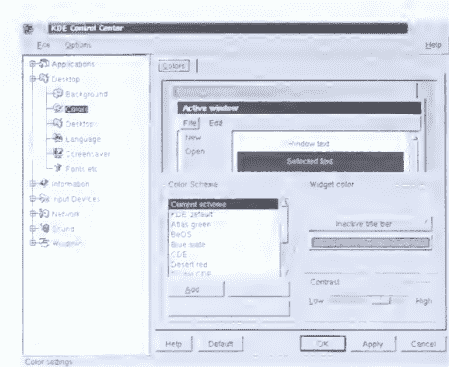 KDE Control Center
Options
Help
Applications
Desktop
Background
Colors
Desktop
Language
Screensaver
Fonts, etc
Information
Input Devices
Network
Sound
Windows
Colors
Active window
File Edit
New
Open
Window text
Selected text
Color Scheme
Current scheme
KDE default
Atlas green
BeOS
Blue slate
CDE
Desert red
Add
Widget color
Inactive title bar
Contrast
Low High
Help Default OK Apply Cancel
Color settings